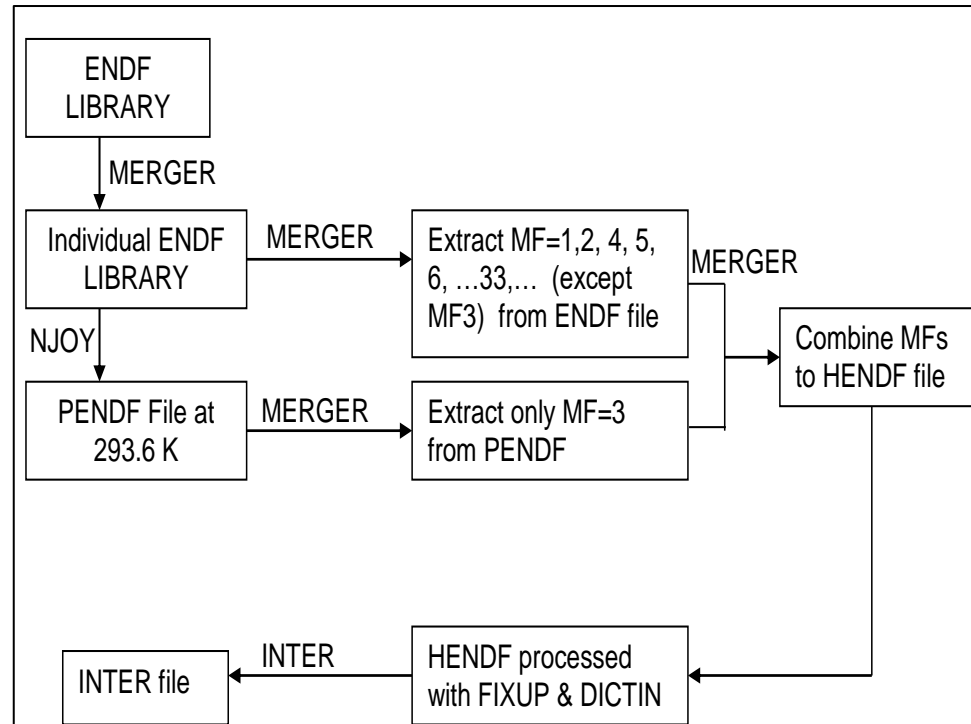 ENDF
LIBRARY
MERGER
Individual ENDF
LIBRARY
MERGER
Extract MF=1,2, 4, 5,
6, …33,… (except
MF3) from ENDF file
MERGER
NJOY
PENDF File at
293.6 K
MERGER
Extract only MF=3
from PENDF
Combine MFs
to HENDF file
HENDF processed
with FIXUP & DICTIN
INTER
INTER file